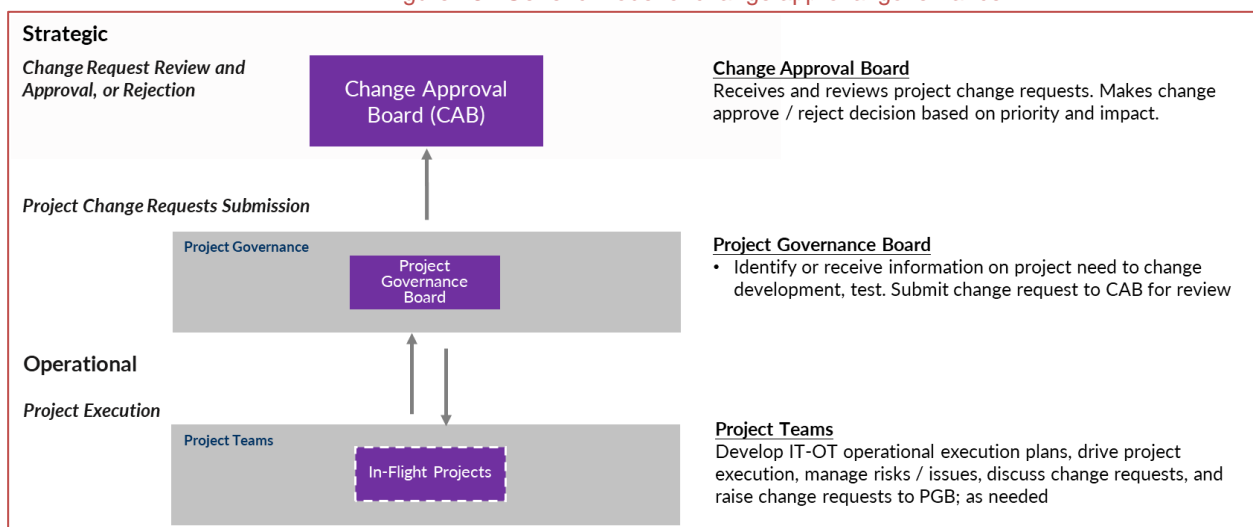 Strategic
Change Request Review and
Approval, or Rejection
Change Approval
Board (CAB)
Change Approval Board
Receives and reviews project change requests. Makes change
approve / reject decision based on priority and impact.
Project Change Requests Submission
Project Governance
Project
Governance
Board
Project Governance Board
• Identify or receive information on project need to change
development, test. Submit change request to CAB for review
Operational
Project Execution
Project Teams
In-Flight Projects
Project Teams
Develop IT-OT operational execution plans, drive project
execution, manage risks / issues, discuss change requests, and
raise change requests to PGB; as needed